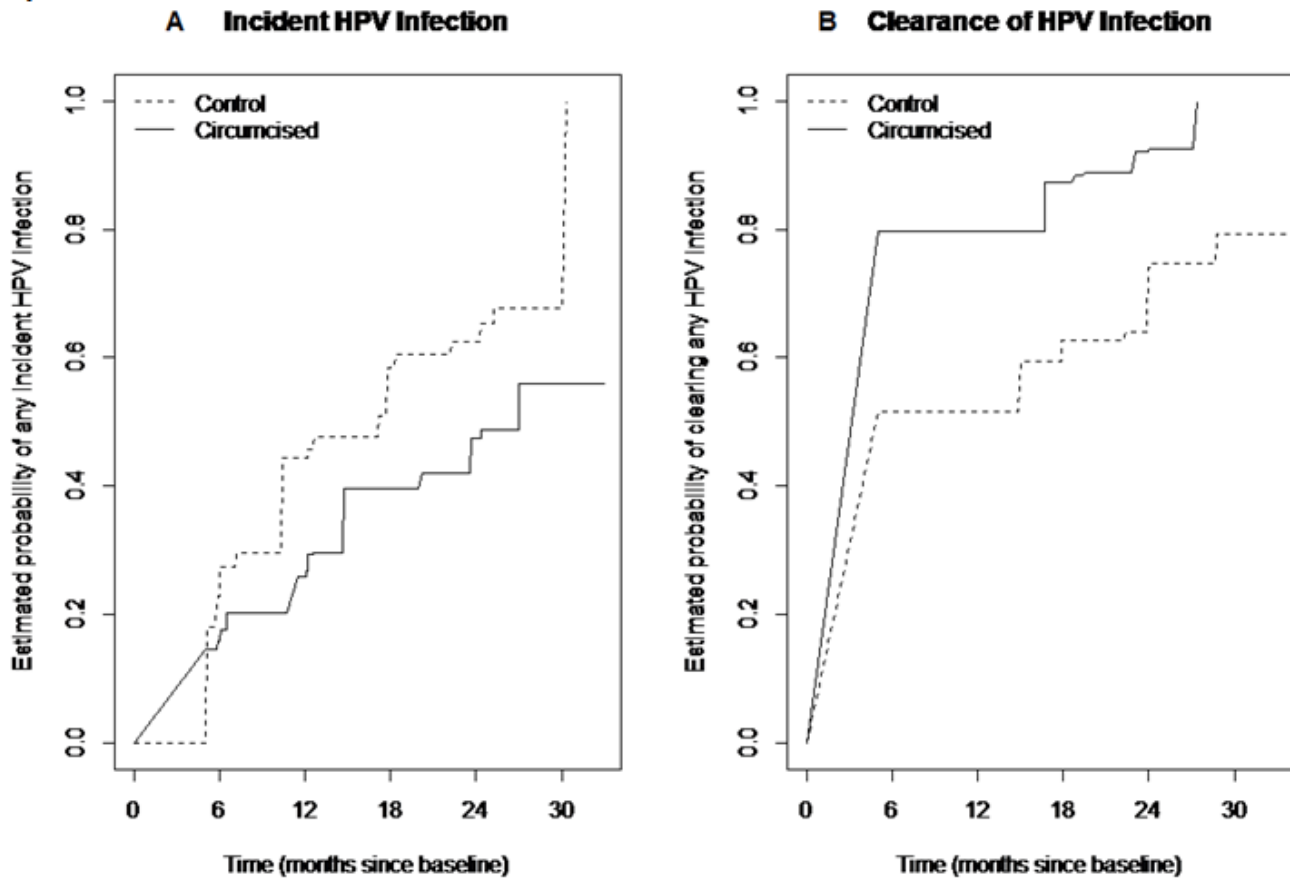 A Incident HPV Infection
Control
Circumcised
Estimated probability of any incident HPV Infection
1.0
0.8
0.6
0.4
0.2
0.0
0 6 12 18 24 30
Time (months since baseline)
B Clearance of HPV Infection
Control
Circumcised
Estimated probability of clearing any HPV Infection
1.0
0.8
0.6
0.4
0.2
0.0
0 6 12 18 24 30
Time (months since baseline)